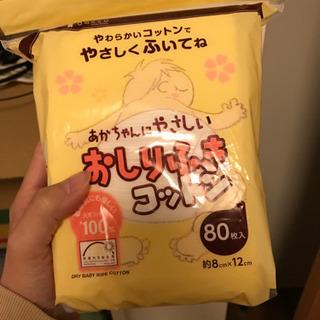 やわらかいコットンで
やさしくふいてね
あかちゃんにやさしい
おしりふき
コットン
100%
80枚入
約8cm×12cm
DRY BABY WIPE COTTON